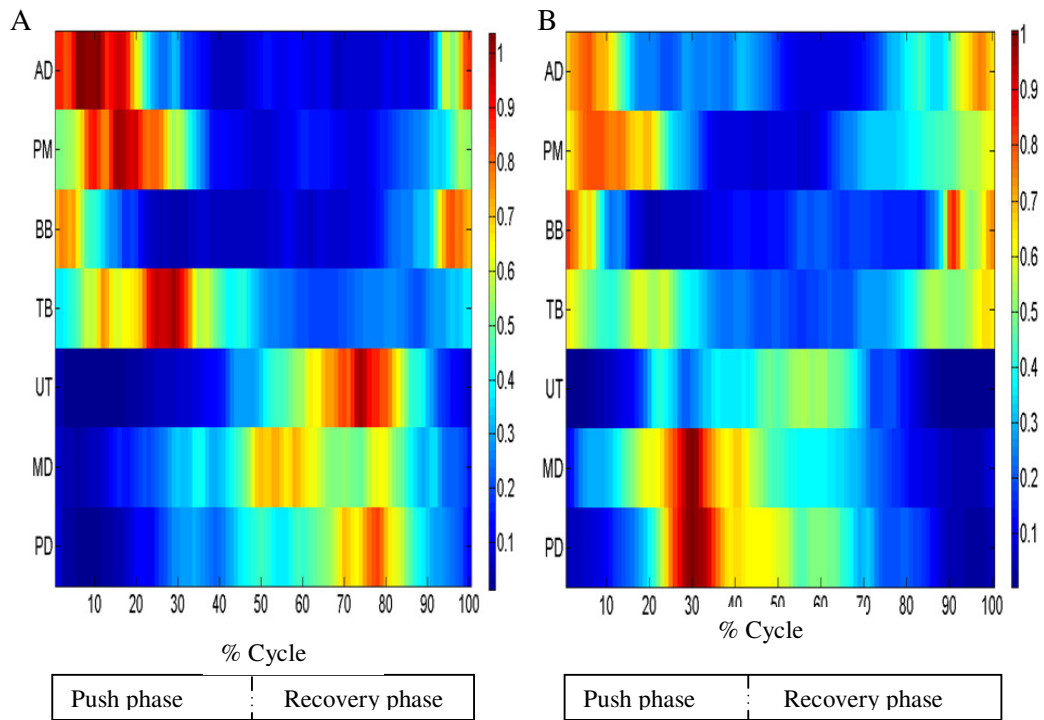 A
B
AD
PM
BB
TB
UT
MD
PD
10 20 30 40 50 60 70 80 90 100
1
0.9
0.8
0.7
0.6
0.5
0.4
0.3
0.2
0.1
% Cycle
Push phase Recovery phase
AD
PM
BB
TB
UT
MD
PD
10 20 30 40 50 60 70 80 90 100
1
0.9
0.8
0.7
0.6
0.5
0.4
0.3
0.2
0.1
% Cycle
Push phase Recovery phase